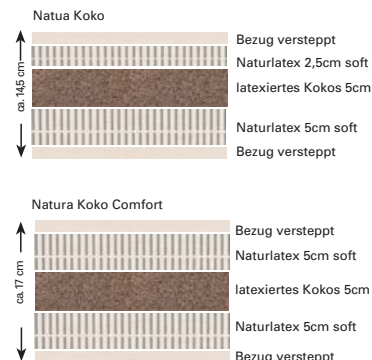 Natua Koko
Bezug versteppt
Naturlatex 2,5cm soft
latexiertes Kokos 5cm
ca. 14,5 cm
Naturlatex 5cm soft
Bezug versteppt
Natura Koko Comfort
Bezug versteppt
Naturlatex 5cm soft
latexiertes Kokos 5cm
ca. 17 cm
Naturlatex 5cm soft
Bezug versteppt